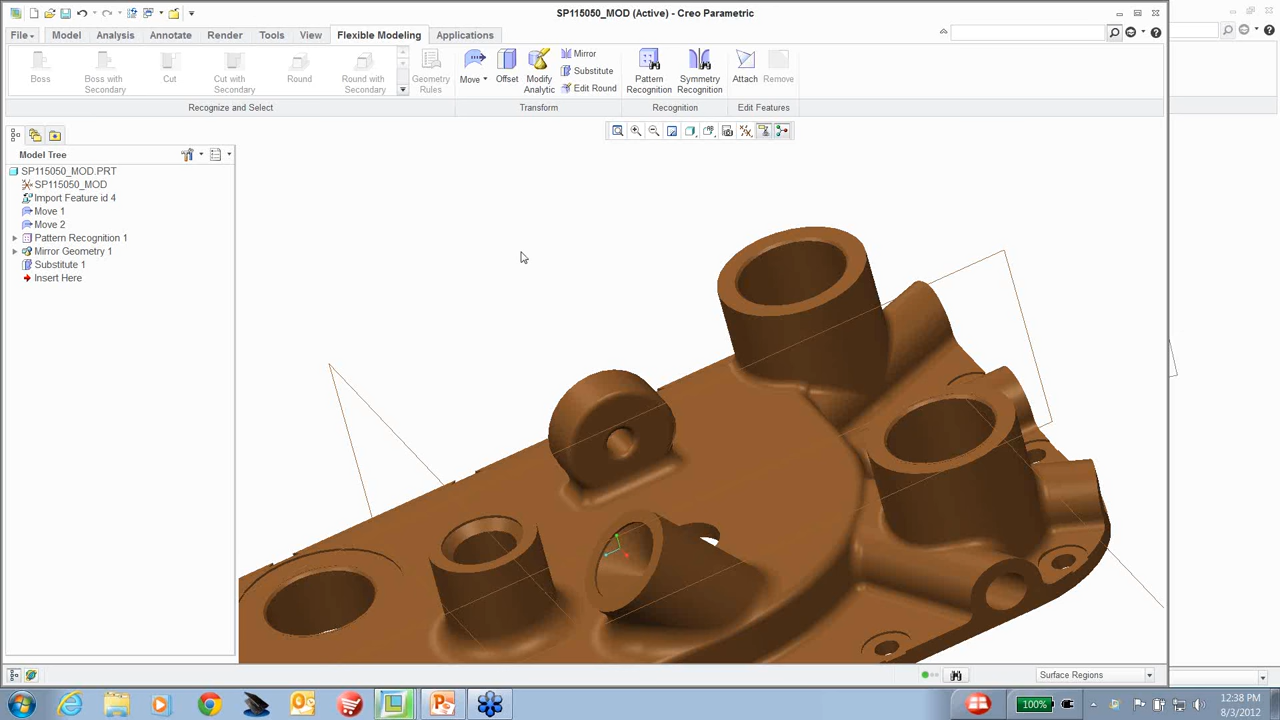 SP115050_MOD (Active) - Creo Parametric
File Model Analysis Annotate Render Tools View Flexible Modeling Applications
Boss Boss with Secondary Cut Cut with Secondary Round Round with Secondary Geometry Rules
Move Offset Modify Analytic Mirror Substitute Edit Round
Pattern Recognition Symmetry Recognition Attach Remove
Recognize and Select Transform Recognition Edit Features
Model Tree
SP115050_MOD.PRT
SP115050_MOD
Import Feature id 4
Move 1
Move 2
Pattern Recognition 1
Mirror Geometry 1
Substitute 1
Insert Here
Surface Regions
100%
12:38 PM
8/3/2012